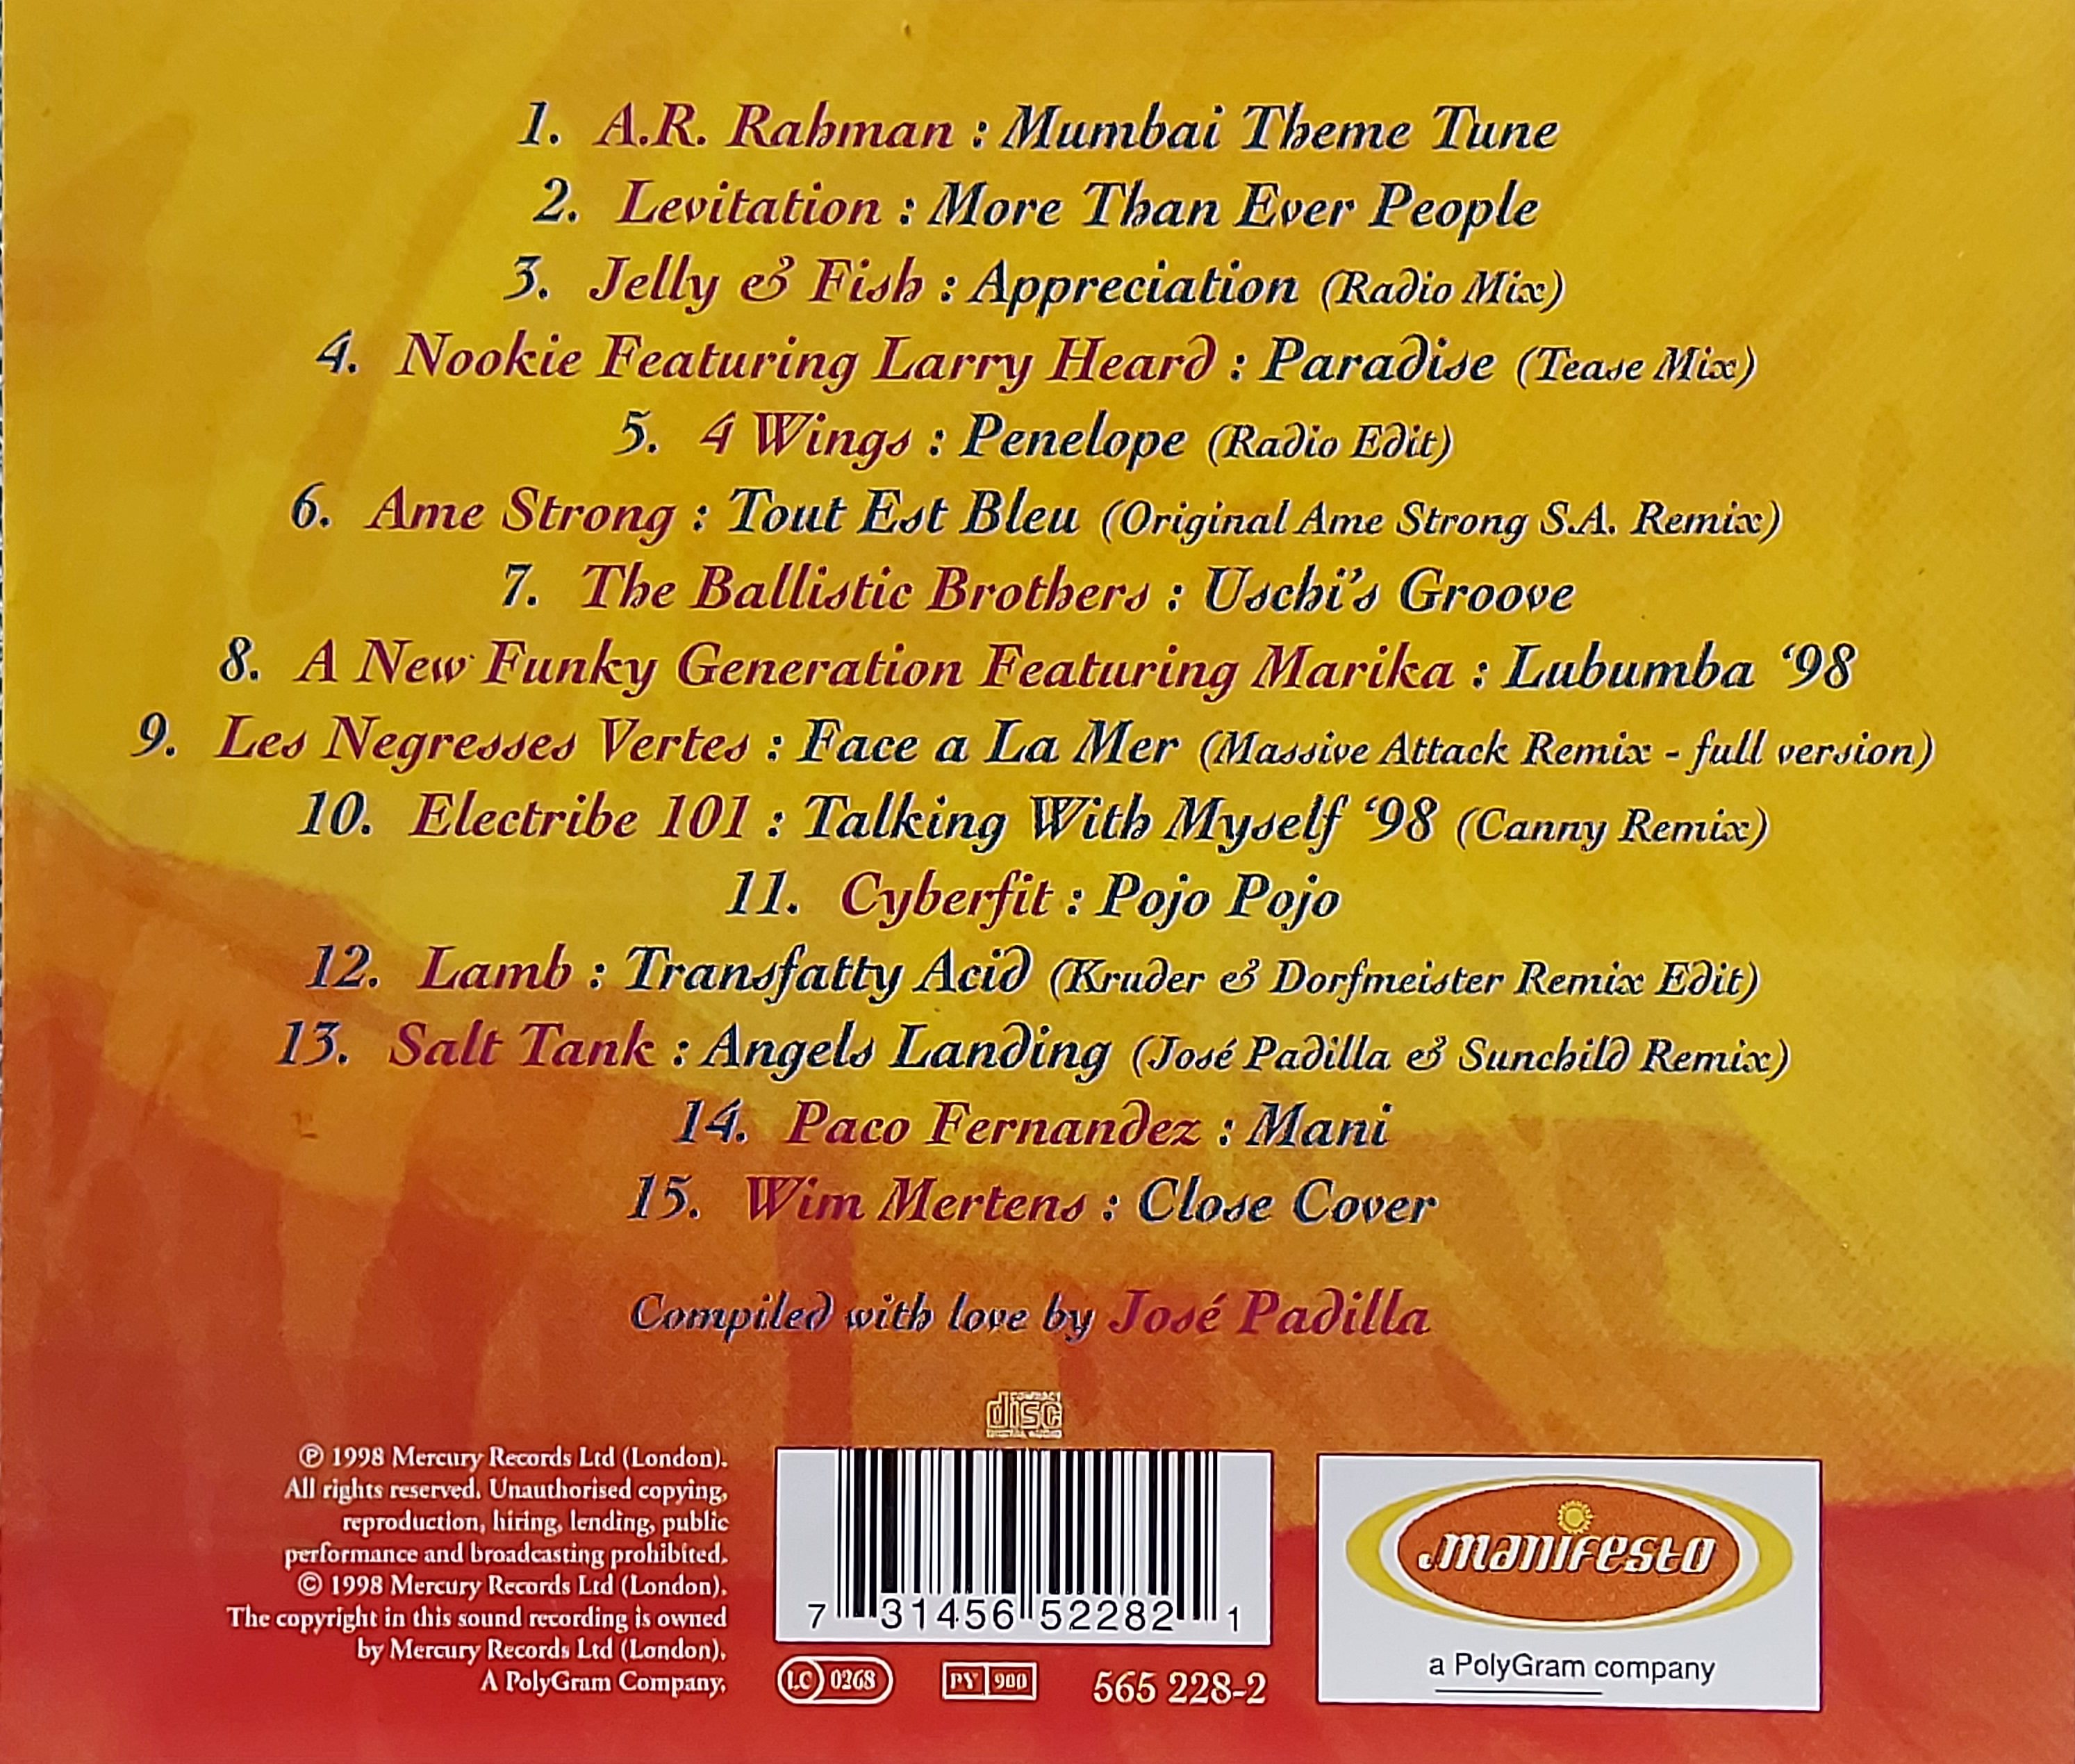 1. A.R. Rahman : Mumbai Theme Tune
2. Levitation : More Than Ever People
3. Jelly & Fish : Appreciation (Radio Mix)
4. Nookie Featuring Larry Heard : Paradise (Tease Mix)
5. 4 Wings : Penelope (Radio Edit)
6. Ame Strong : Tout Est Bleu (Original Ame Strong S.A. Remix)
7. The Ballistic Brothers : Uschi's Groove
8. A New Funky Generation Featuring Marika : Lubumba '98
9. Les Negresses Vertes : Face a La Mer (Massive Attack Remix - full version)
10. Electribe 101 : Talking With Myself '98 (Canny Remix)
11. Cyberfit : Pojo Pojo
12. Lamb : Transfatty Acid (Kruder & Dorfmeister Remix Edit)
13. Salt Tank : Angels Landing (José Padilla & Sunchild Remix)
14. Paco Fernandez : Mani
15. Wim Mertens : Close Cover
Compiled with love by José Padilla
COMPACT
disc
DIGITAL AUDIO
℗ 1998 Mercury Records Ltd (London).
All rights reserved. Unauthorised copying,
reproduction, hiring, lending, public
performance and broadcasting prohibited.
© 1998 Mercury Records Ltd (London).
The copyright in this sound recording is owned
by Mercury Records Ltd (London).
A PolyGram Company.
7 31456 52282 1
LC 0268
PY 900
565 228-2
manifesto
a PolyGram company